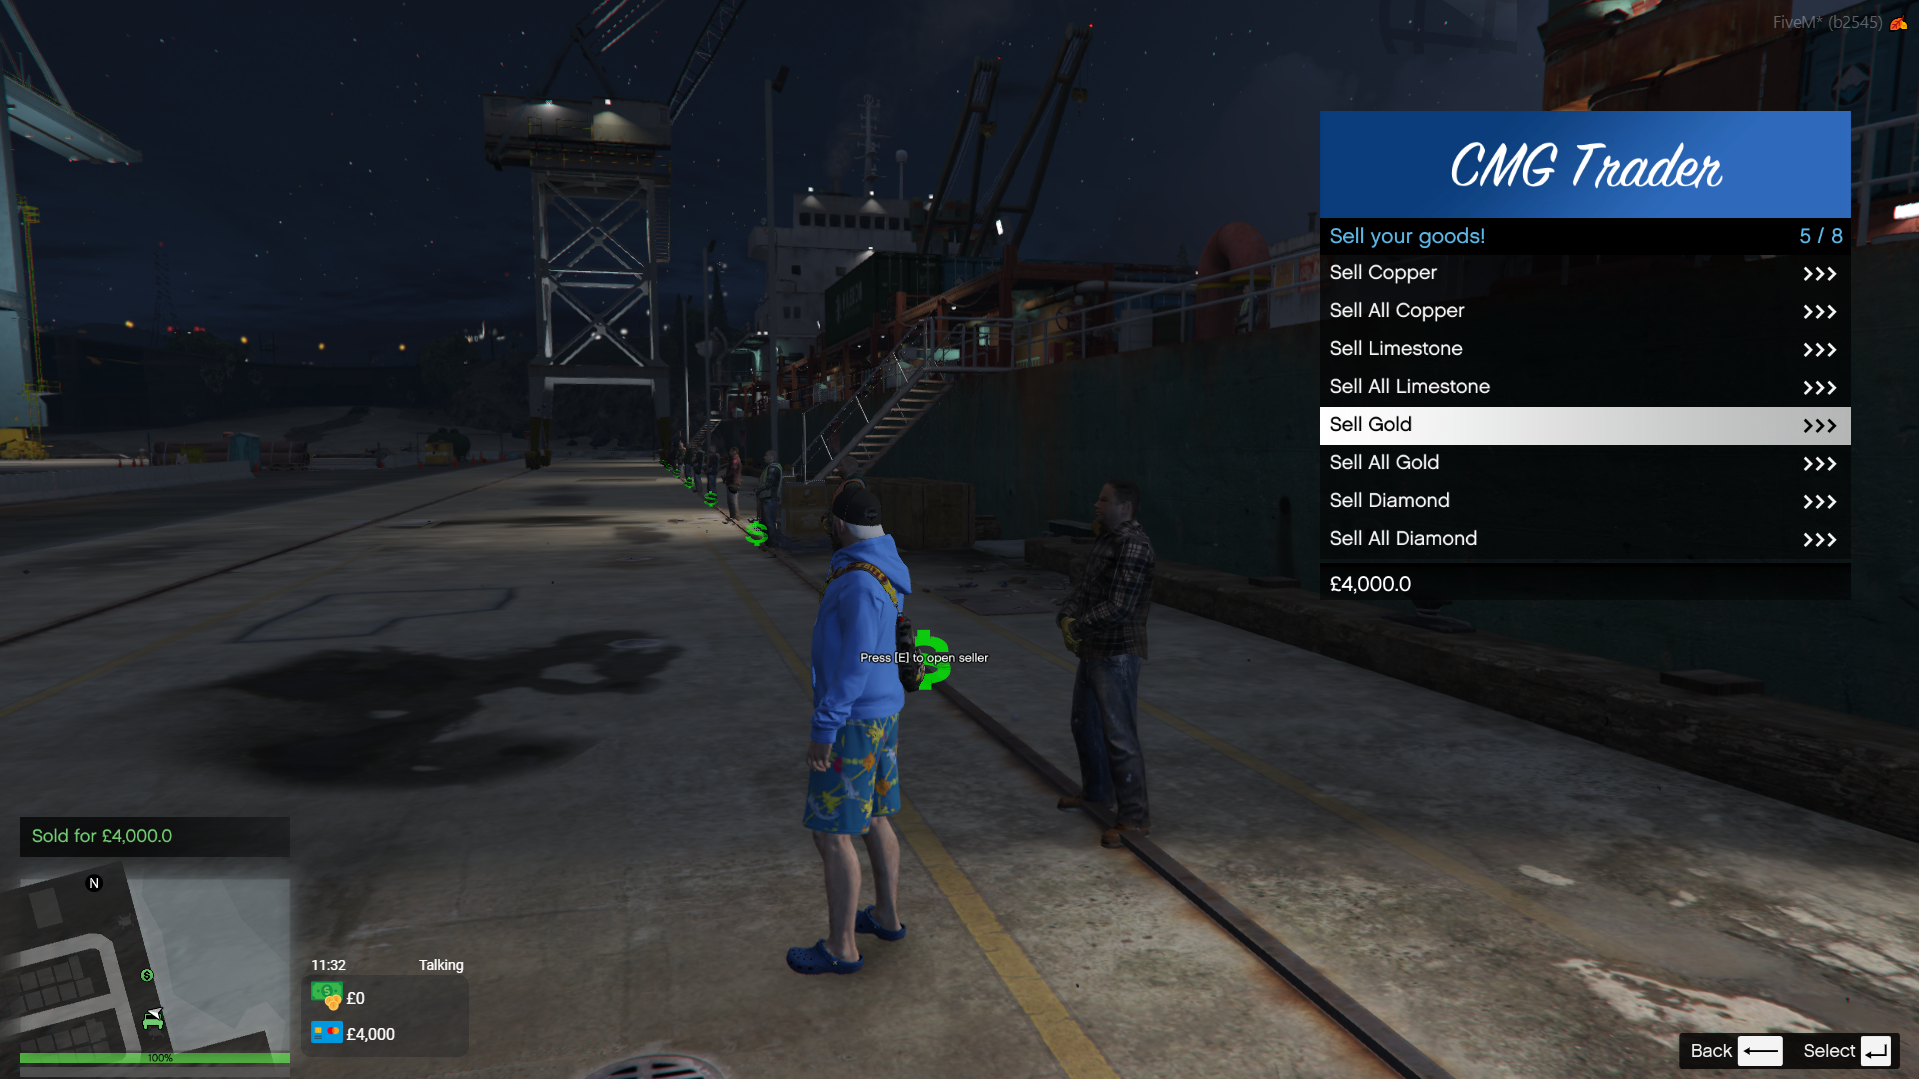 FiveM* (b2545)
CMG Trader
Sell your goods! 5 / 8
Sell Copper
Sell All Copper
Sell Limestone
Sell All Limestone
Sell Gold
Sell All Gold
Sell Diamond
Sell All Diamond
£4,000.0
Press [E] to open seller
Sold for £4,000.0
N
11:32 Talking
£0
£4,000
100%
Back Select